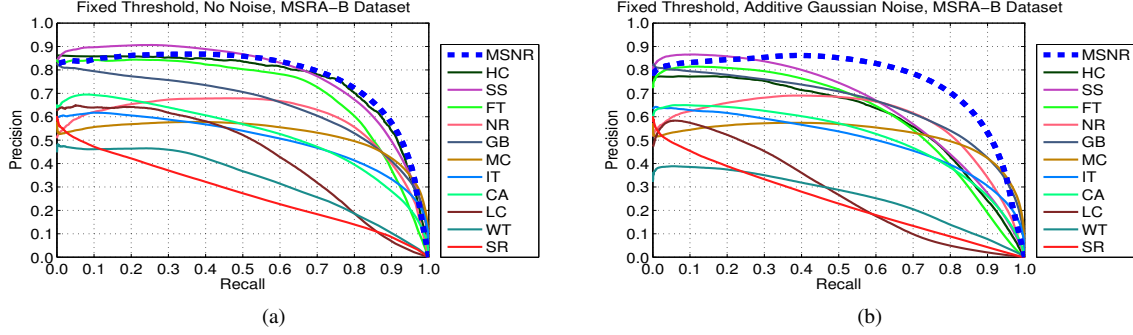 Fixed Threshold, No Noise, MSRA-B Dataset
1.0
0.9
0.8
0.7
0.6
0.5
0.4
0.3
0.2
0.1
0.0
Precision
0.0 0.1 0.2 0.3 0.4 0.5 0.6 0.7 0.8 0.9 1.0
Recall
MSNR
HC
SS
FT
NR
GB
MC
IT
CA
LC
WT
SR
(a)
Fixed Threshold, Additive Gaussian Noise, MSRA-B Dataset
1.0
0.9
0.8
0.7
0.6
0.5
0.4
0.3
0.2
0.1
0.0
Precision
0.0 0.1 0.2 0.3 0.4 0.5 0.6 0.7 0.8 0.9 1.0
Recall
MSNR
HC
SS
FT
NR
GB
MC
IT
CA
LC
WT
SR
(b)